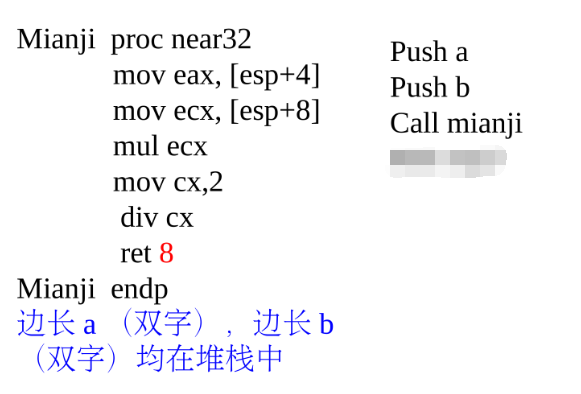 Mianji proc near32
mov eax, [esp+4]
mov ecx, [esp+8]
mul ecx
mov cx,2
div cx
ret 8
Mianji endp
边长 a （双字），边长 b
（双字）均在堆栈中
Push a
Push b
Call mianji